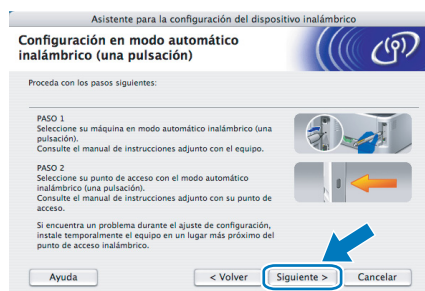 Asistente para la configuración del dispositivo inalámbrico
Configuración en modo automático
inalámbrico (una pulsación)
Proceda con los pasos siguientes:
PASO 1
Seleccione su máquina en modo automático inalámbrico (una
pulsación).
Consulte el manual de instrucciones adjunto con el equipo.
PASO 2
Seleccione su punto de acceso con el modo automático
inalámbrico (una pulsación).
Consulte el manual de instrucciones adjunto con su punto de
acceso.
Si encuentra un problema durante el ajuste de configuración,
instale temporalmente el equipo en un lugar más próximo del
punto de acceso inalámbrico.
Ayuda
< Volver
Siguiente >
Cancelar